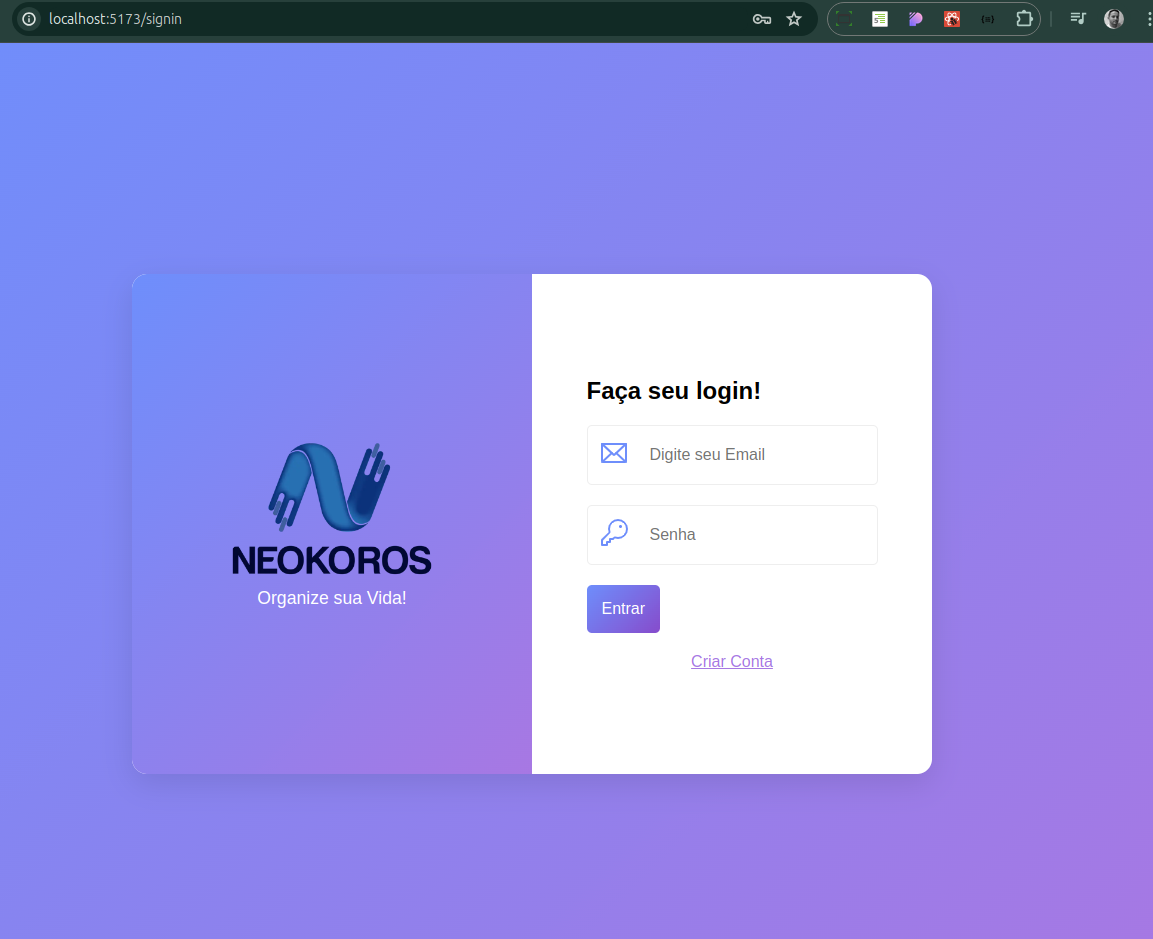 localhost:5173/signin
NEOKOROS
Organize sua Vida!
Faça seu login!
Digite seu Email
Senha
Entrar
Criar Conta